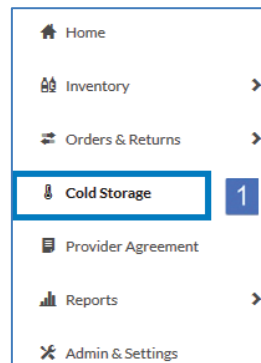 Home
Inventory
Orders & Returns
Cold Storage 1
Provider Agreement
Reports
Admin & Settings